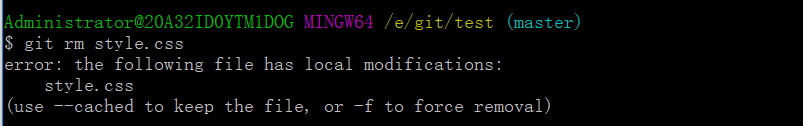 Administrator@20A32ID0YTM1DOG MINGW64 /e/git/test (master)
$ git rm style.css
error: the following file has local modifications:
    style.css
(use --cached to keep the file, or -f to force removal)